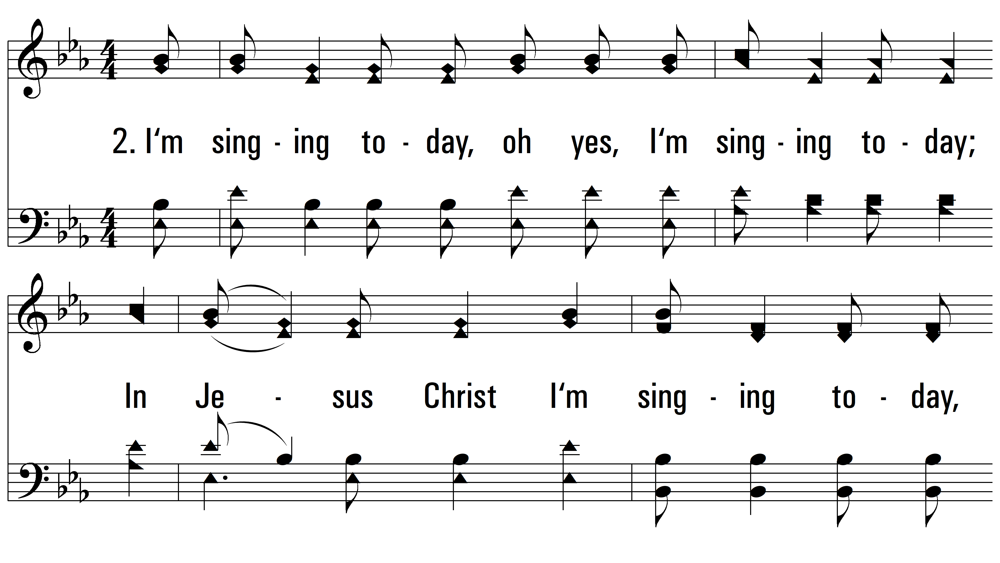 2. I‘m sing - ing to - day, oh yes, I‘m sing - ing to - day;
In Je - sus Christ I‘m sing - ing to - day,